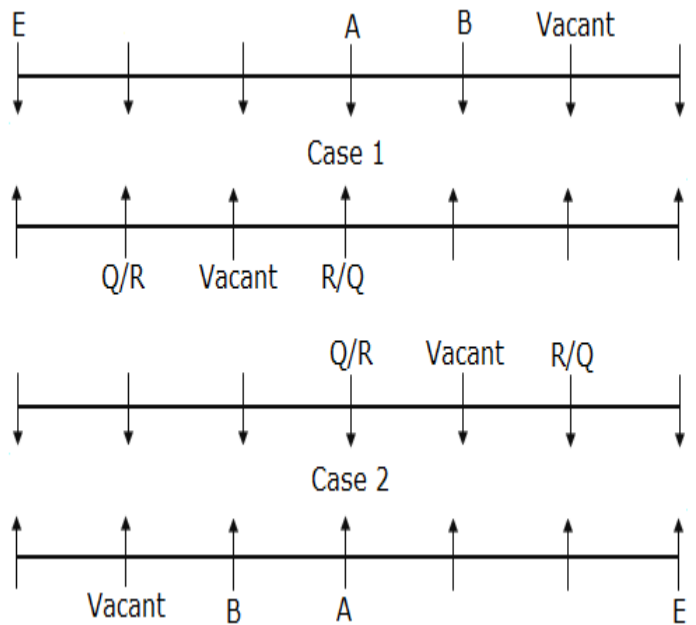 E A B Vacant
Case 1
Q/R Vacant R/Q
Q/R Vacant R/Q
Case 2
Vacant B A E